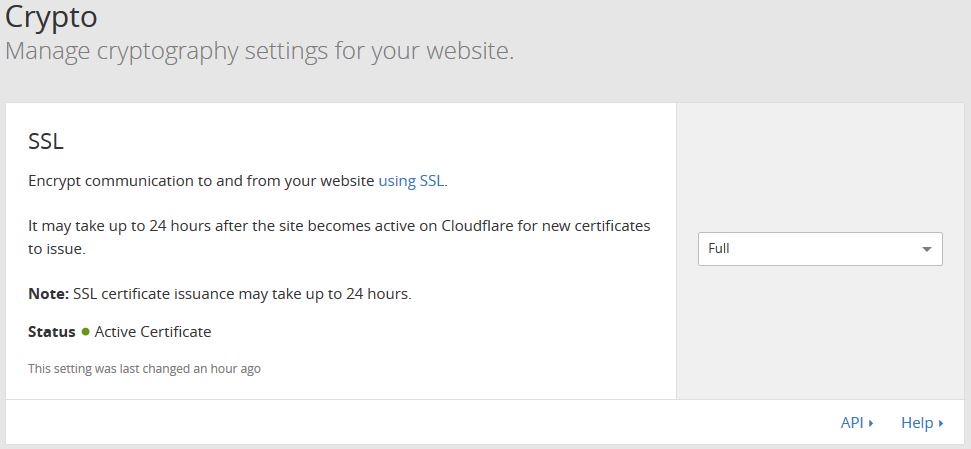 Crypto
Manage cryptography settings for your website.
SSL
Encrypt communication to and from your website using SSL.
It may take up to 24 hours after the site becomes active on Cloudflare for new certificates
to issue.
Note: SSL certificate issuance may take up to 24 hours.
Status Active Certificate
This setting was last changed an hour ago
Full
API
Help